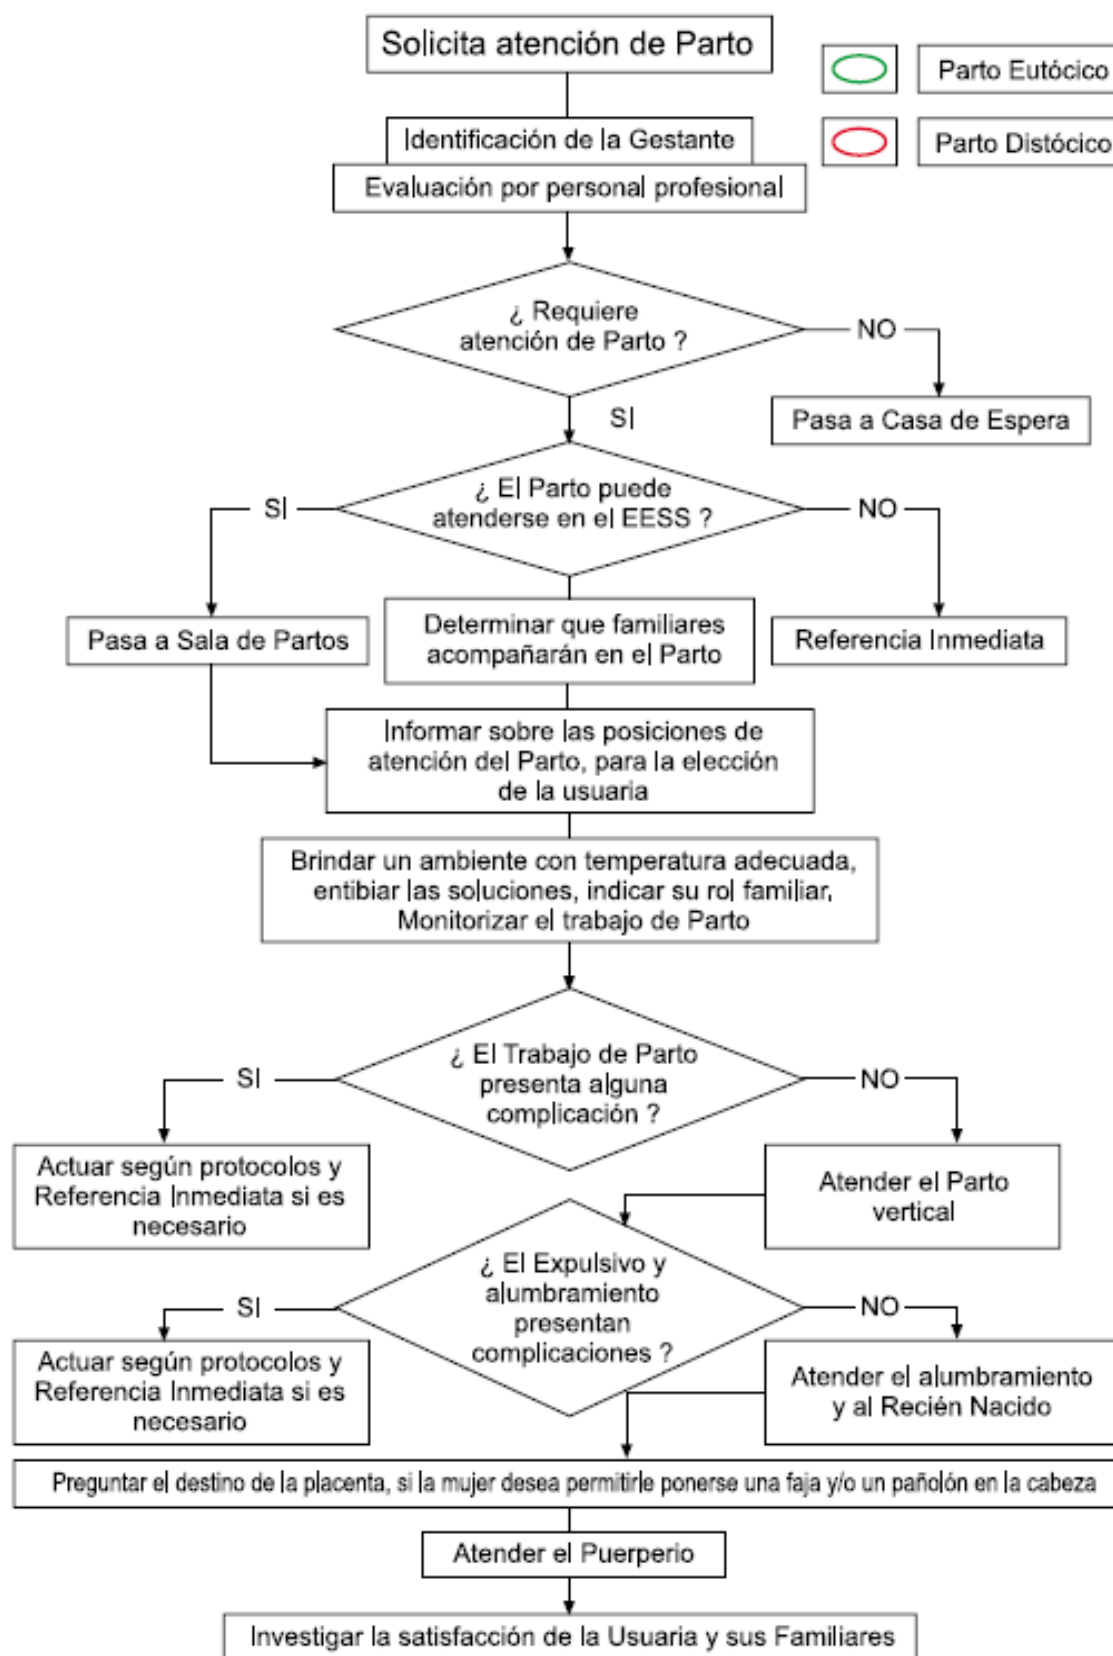 Solicita atención de Parto
Parto Eutócico
Parto Distócico
Identificación de la Gestante
Evaluación por personal profesional
¿ Requiere
atención de Parto ?
NO
SI
Pasa a Casa de Espera
¿ El Parto puede
atenderse en el EESS ?
SI
NO
Pasa a Sala de Partos
Determinar que familiares
acompañarán en el Parto
Referencia Inmediata
Informar sobre las posiciones de
atención del Parto, para la elección
de la usuaria
Brindar un ambiente con temperatura adecuada,
entibiar las soluciones, indicar su rol familiar.
Monitorizar el trabajo de Parto
¿ El Trabajo de Parto
presenta alguna
complicación ?
SI
NO
Actuar según protocolos y
Referencia Inmediata si es
necesario
Atender el Parto
vertical
¿ El Expulsivo y
alumbramiento
presentan
complicaciones ?
SI
NO
Actuar según protocolos y
Referencia Inmediata si es
necesario
Atender el alumbramiento
y al Recién Nacido
Preguntar el destino de la placenta, si la mujer desea permitirle ponerse una faja y/o un pañolón en la cabeza
Atender el Puerperio
Investigar la satisfacción de la Usuaria y sus Familiares